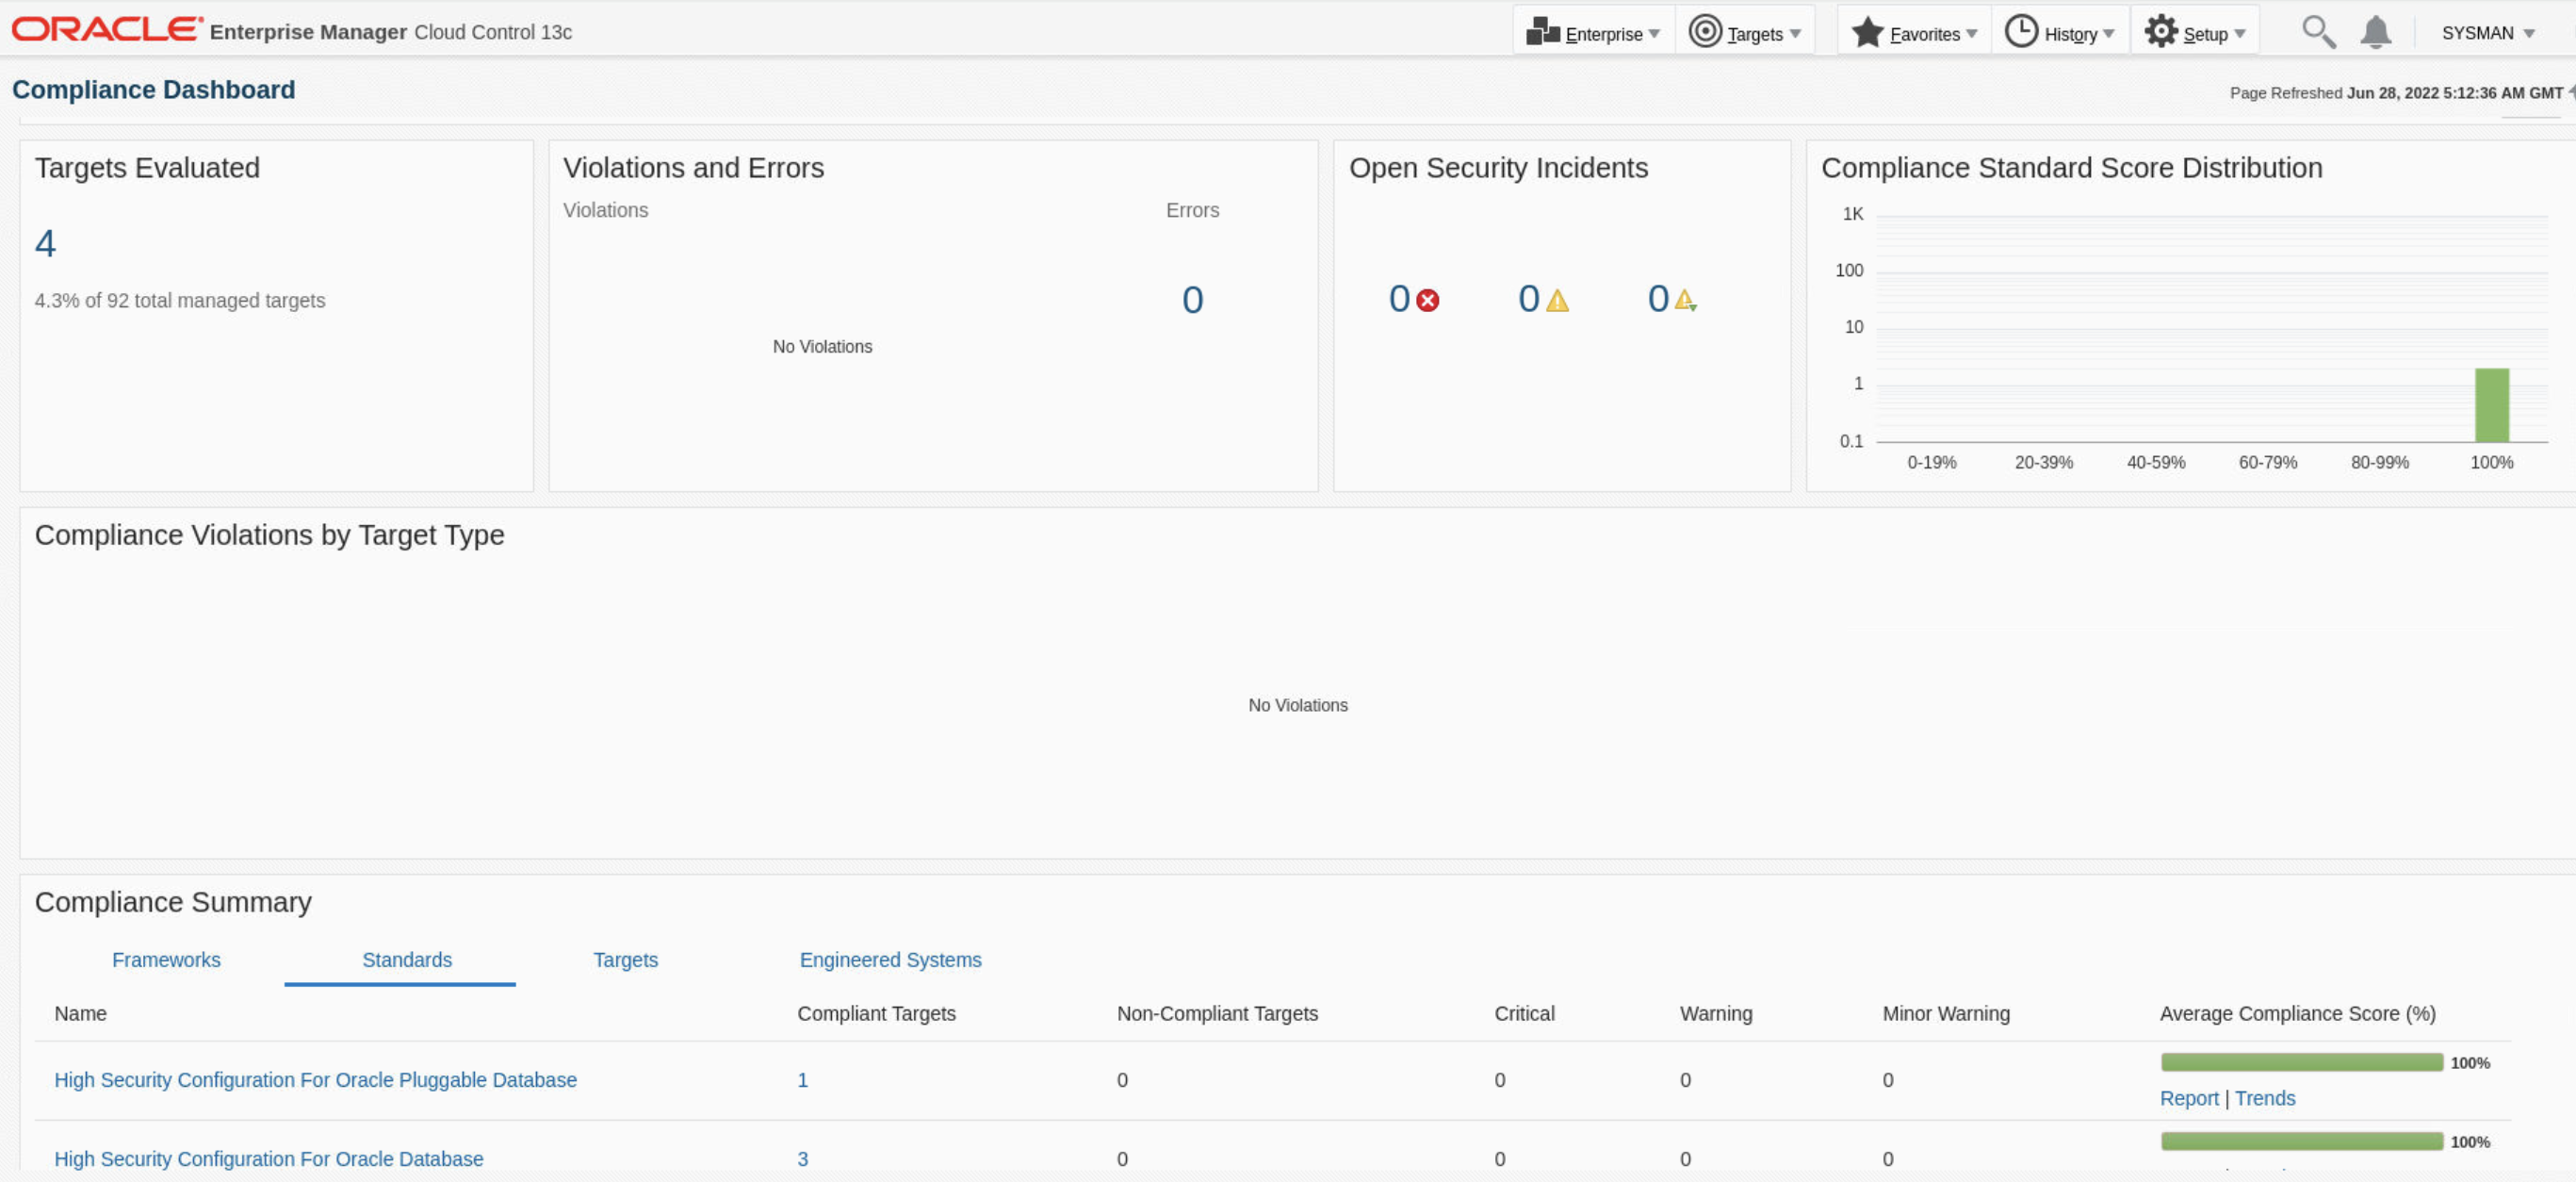 ORACLE® Enterprise Manager Cloud Control 13c
Enterprise
Targets
Favorites
History
Setup
SYSMAN
Compliance Dashboard
Page Refreshed Jun 28, 2022 5:12:36 AM GMT
Targets Evaluated
4
4.3% of 92 total managed targets
Violations and Errors
Violations
Errors
No Violations
0
Open Security Incidents
0
0
0
Compliance Standard Score Distribution
1K
100
10
1
0.1
0-19% 20-39% 40-59% 60-79% 80-99% 100%
Compliance Violations by Target Type
No Violations
Compliance Summary
Frameworks Standards Targets Engineered Systems
Name Compliant Targets Non-Compliant Targets Critical Warning Minor Warning Average Compliance Score (%)
High Security Configuration For Oracle Pluggable Database 1 0 0 0 0 100%
Report | Trends
High Security Configuration For Oracle Database 3 0 0 0 0 100%